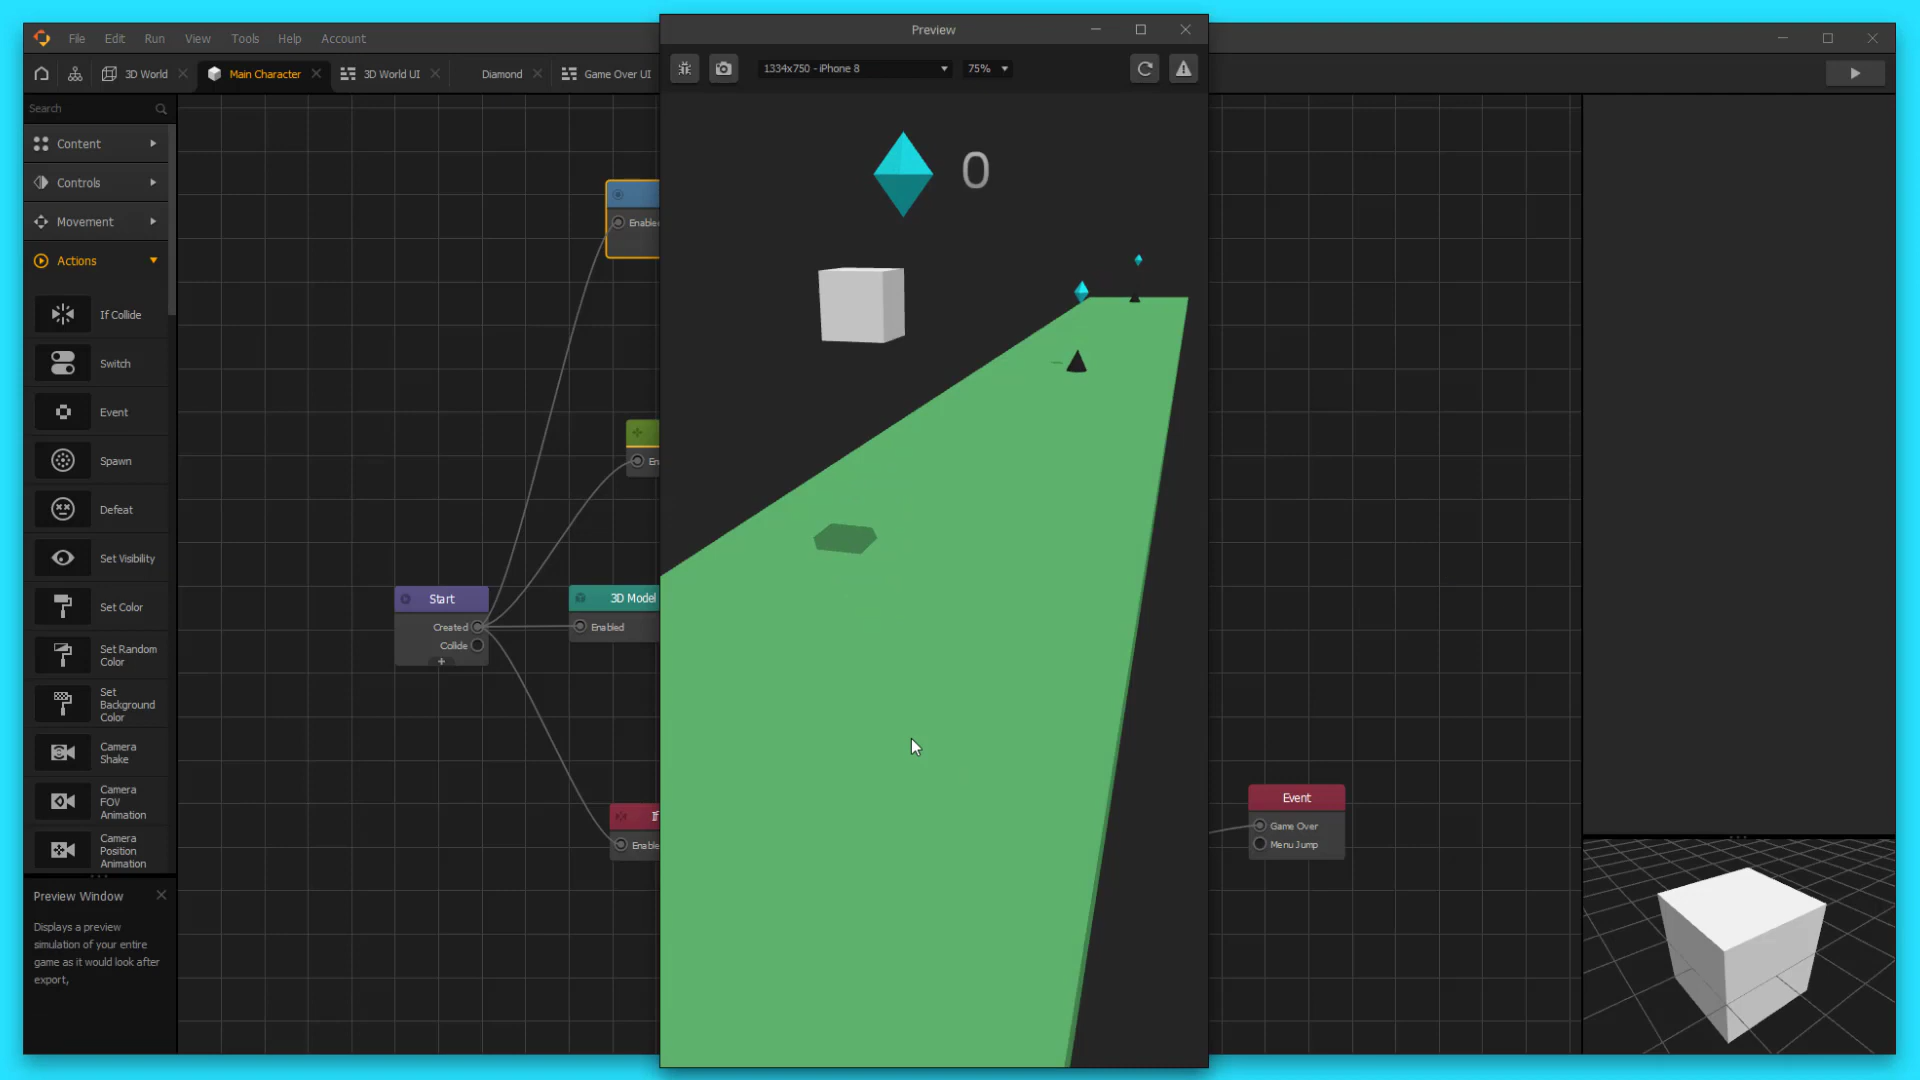 Preview
File Edit Run View Tools Help Account
3D World Main Character 3D World UI Diamond Game Over UI
1334x750 - iPhone 8 75%
Search
Content
Controls
Movement
Actions
If Collide
Switch
Event
Spawn
Defeat
Set Visibility
Set Color
Set Random
Color
Set
Background
Color
Camera
Shake
Camera
FOV
Animation
Camera
Position
Animation
Preview Window
Displays a preview
simulation of your entire
game as it would look after
export,
0
Enable
En
Start
Created
Collide
+
3D Model
Enabled
If
Enable
Event
Game Over
Menu Jump